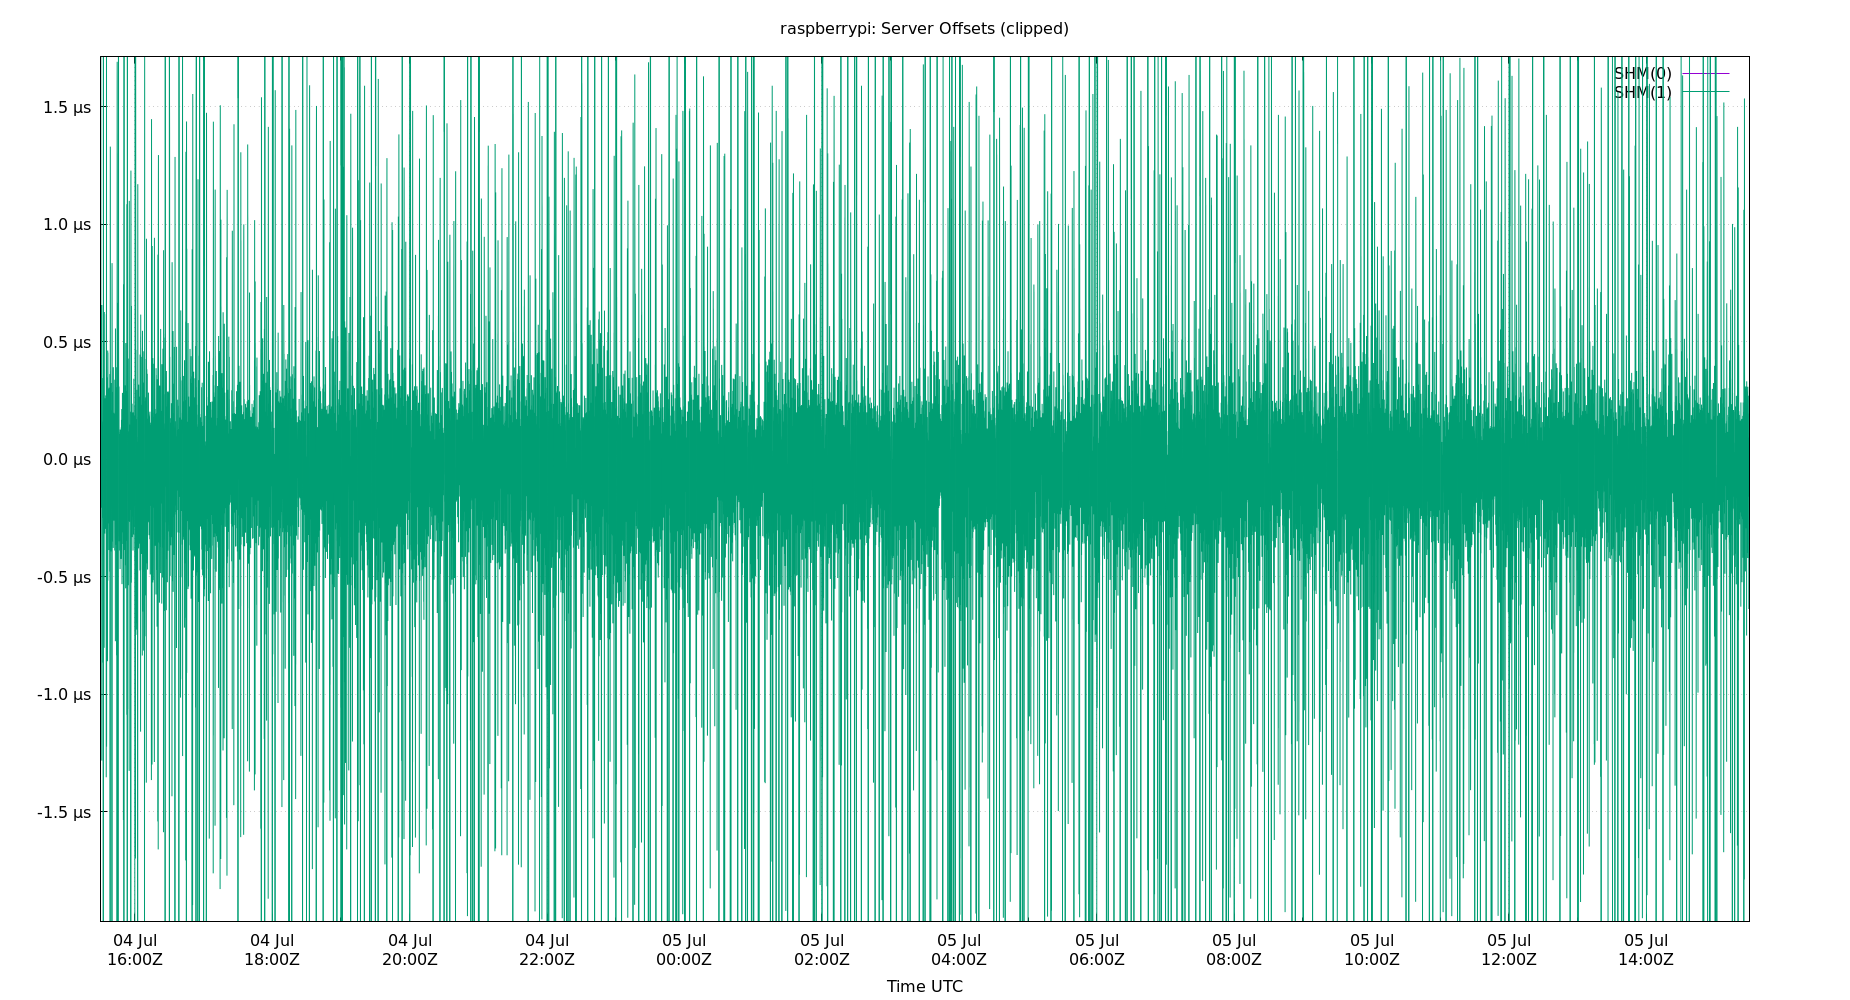 raspberrypi: Server Offsets (clipped)
SHM(0)
SHM(1)
1.5 µs
1.0 µs
0.5 µs
0.0 µs
-0.5 µs
-1.0 µs
-1.5 µs
04 Jul 04 Jul 04 Jul 04 Jul 05 Jul 05 Jul 05 Jul 05 Jul 05 Jul 05 Jul 05 Jul 05 Jul
16:00Z 18:00Z 20:00Z 22:00Z 00:00Z 02:00Z 04:00Z 06:00Z 08:00Z 10:00Z 12:00Z 14:00Z
Time UTC